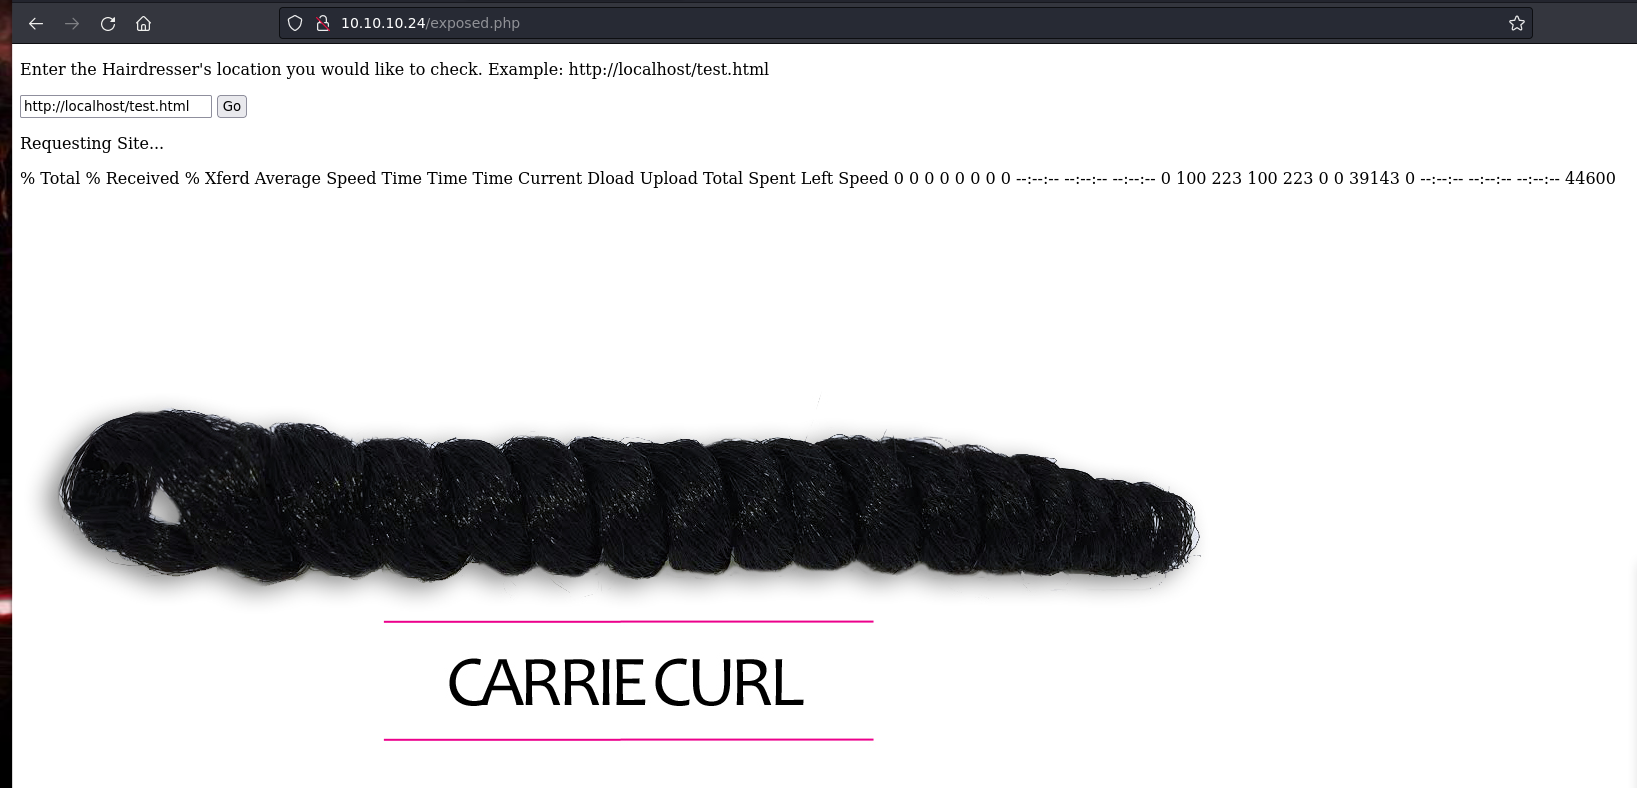 10.10.10.24/exposed.php
Enter the Hairdresser's location you would like to check. Example: http://localhost/test.html
http://localhost/test.html Go
Requesting Site...
% Total % Received % Xferd Average Speed Time Time Time Current Dload Upload Total Spent Left Speed 0 0 0 0 0 0 0 0 --:--:-- --:--:-- --:--:-- 0 100 223 100 223 0 0 39143 0 --:--:-- --:--:-- --:--:-- 44600
CARRIE CURL